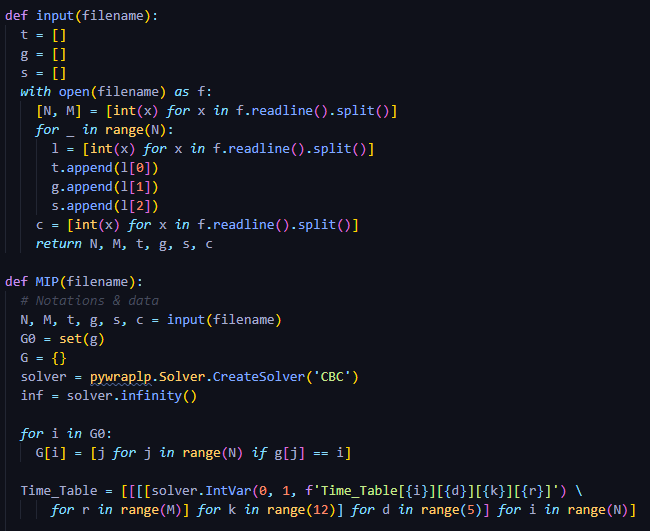 def input(filename):
  t = []
  g = []
  s = []
  with open(filename) as f:
    [N, M] = [int(x) for x in f.readline().split()]
    for _ in range(N):
      l = [int(x) for x in f.readline().split()]
      t.append(l[0])
      g.append(l[1])
      s.append(l[2])
    c = [int(x) for x in f.readline().split()]
    return N, M, t, g, s, c

def MIP(filename):
  # Notations & data
  N, M, t, g, s, c = input(filename)
  G0 = set(g)
  G = {}
  solver = pywraplp.Solver.CreateSolver('CBC')
  inf = solver.infinity()

  for i in G0:
    G[i] = [j for j in range(N) if g[j] == i]

  Time_Table = [[[[solver.IntVar(0, 1, f'Time_Table[{i}][{d}][{k}][{r}]') \
      for r in range(M)] for k in range(12)] for d in range(5)] for i in range(N)]